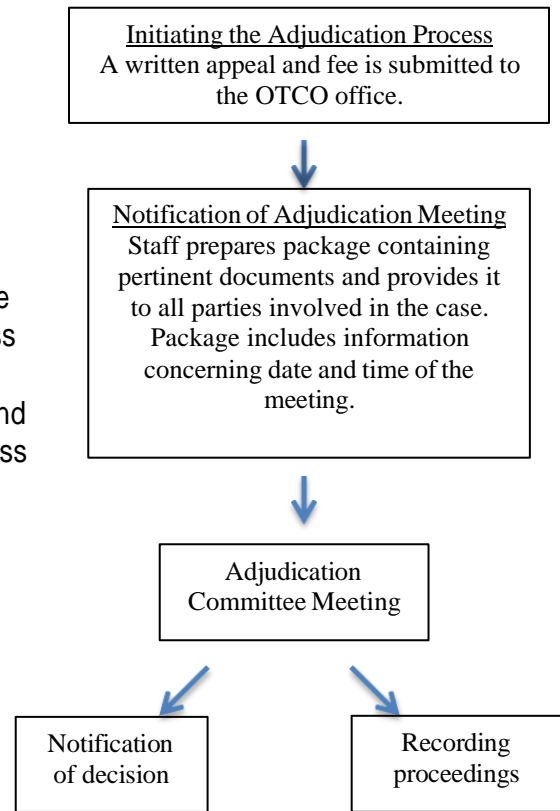 Initiating the Adjudication Process
A written appeal and fee is submitted to
the OTCO office.
Notification of Adjudication Meeting
Staff prepares package containing
pertinent documents and provides it
to all parties involved in the case.
Package includes information
concerning date and time of the
meeting.
Adjudication
Committee Meeting
Notification
of decision
Recording
proceedings